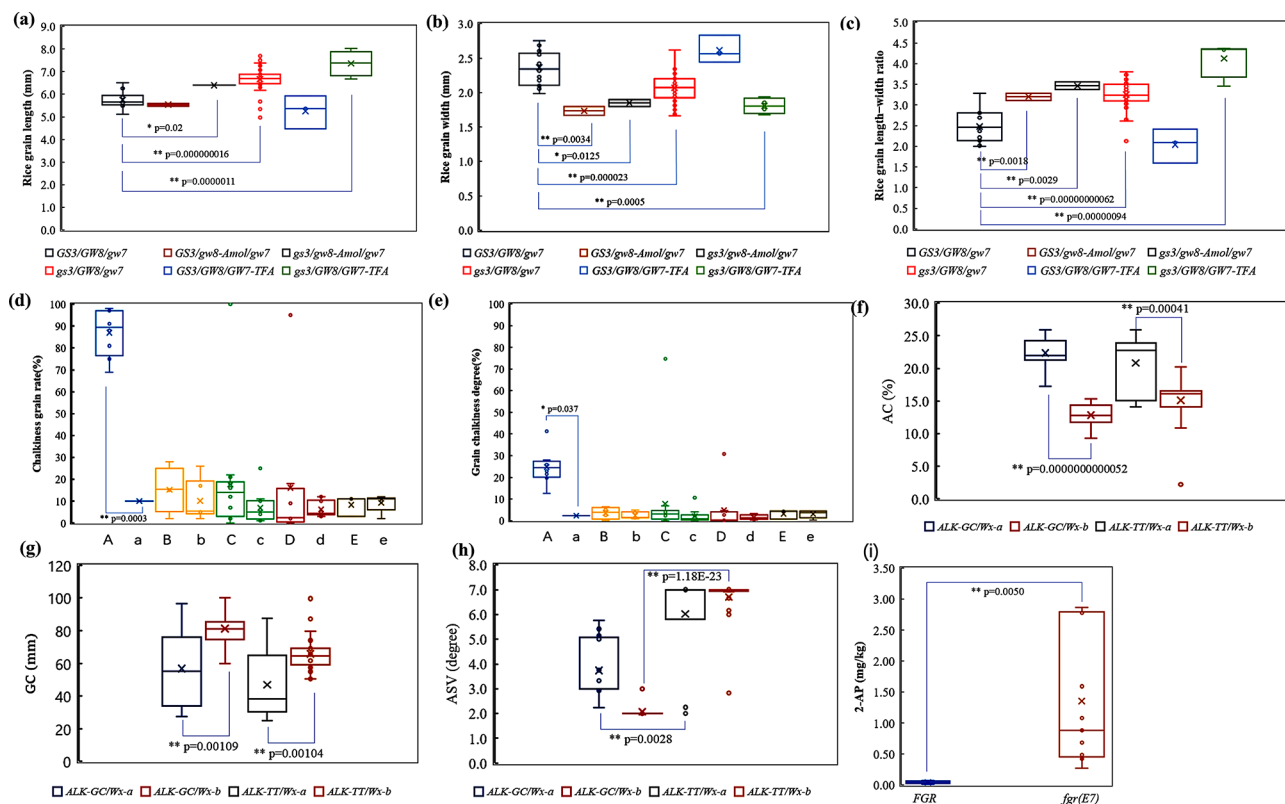 (a)
Rice grain length (mm)
9.0
8.0
7.0
6.0
5.0
4.0
3.0
2.0
1.0
0.0
* p=0.02
** p=0.000000016
** p=0.0000011
GS3/GW8/gw7 GS3/gw8-Amol/gw7 gs3/gw8-Amol/gw7
gs3/GW8/gw7 GS3/GW8/GW7-TFA gs3/GW8/GW7-TFA
(b)
Rice grain width (mm)
3.0
2.5
2.0
1.5
1.0
0.5
0.0
** p=0.0034
* p=0.0125
** p=0.000023
** p=0.0005
GS3/GW8/gw7 GS3/gw8-Amol/gw7 gs3/gw8-Amol/gw7
gs3/GW8/gw7 GS3/GW8/GW7-TFA gs3/GW8/GW7-TFA
(c)
Rice grain length-width ratio
5.0
4.5
4.0
3.5
3.0
2.5
2.0
1.5
1.0
0.5
0.0
** p=0.0018
** p=0.0029
** p=0.00000000062
** p=0.00000094
GS3/GW8/gw7 GS3/gw8-Amol/gw7 gs3/gw8-Amol/gw7
gs3/GW8/gw7 GS3/GW8/GW7-TFA gs3/GW8/GW7-TFA
(d)
Chalkiness grain rate(%)
100
90
80
70
60
50
40
30
20
10
0
** p=0.0003
A a B b C c D d E e
(e)
Grain chalkiness degree(%)
100
90
80
70
60
50
40
30
20
10
0
* p=0.037
A a B b C c D d E e
(f)
AC (%)
30.0
25.0
20.0
15.0
10.0
5.0
0.0
** p=0.00041
** p=0.0000000000052
ALK-GC/Wx-a ALK-GC/Wx-b ALK-TT/Wx-a ALK-TT/Wx-b
(g)
GC (mm)
120
100
80
60
40
20
0
** p=0.00109
** p=0.00104
ALK-GC/Wx-a ALK-GC/Wx-b ALK-TT/Wx-a ALK-TT/Wx-b
(h)
ASV (degree)
8.0
7.0
6.0
5.0
4.0
3.0
2.0
1.0
0.0
** p=1.18E-23
** p=0.0028
ALK-GC/Wx-a ALK-GC/Wx-b ALK-TT/Wx-a ALK-TT/Wx-b
(i)
2-AP (mg/kg)
3.50
3.00
2.50
2.00
1.50
1.00
0.50
0.00
** p=0.0050
FGR fgr(E7)